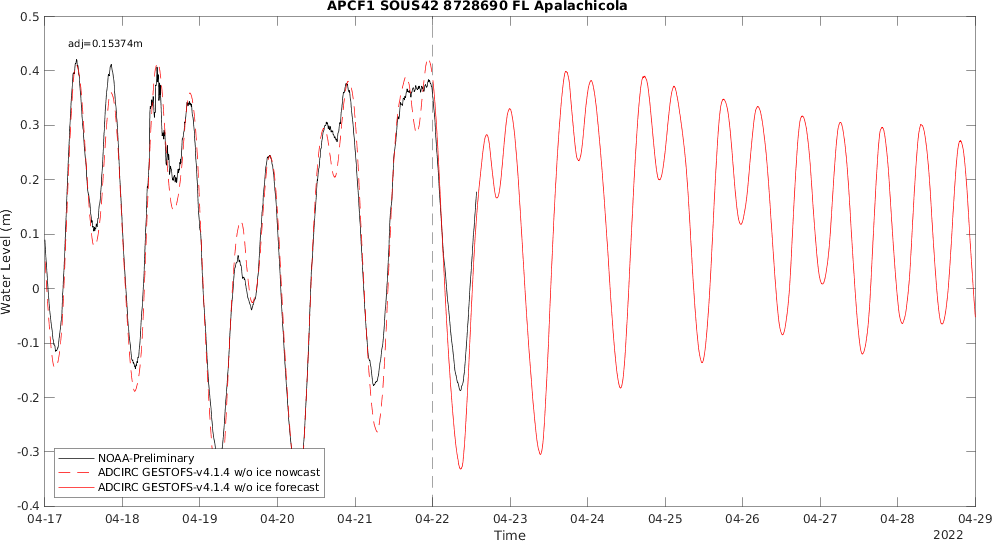 APCF1 SOUS42 8728690 FL Apalachicola
adj=0.15374m
0.5
0.4
0.3
0.2
0.1
0
-0.1
-0.2
-0.3
-0.4
Water Level (m)
NOAA-Preliminary
ADCIRC GESTOFS-v4.1.4 w/o ice nowcast
ADCIRC GESTOFS-v4.1.4 w/o ice forecast
04-17 04-18 04-19 04-20 04-21 04-22 04-23 04-24 04-25 04-26 04-27 04-28 04-29
Time
2022